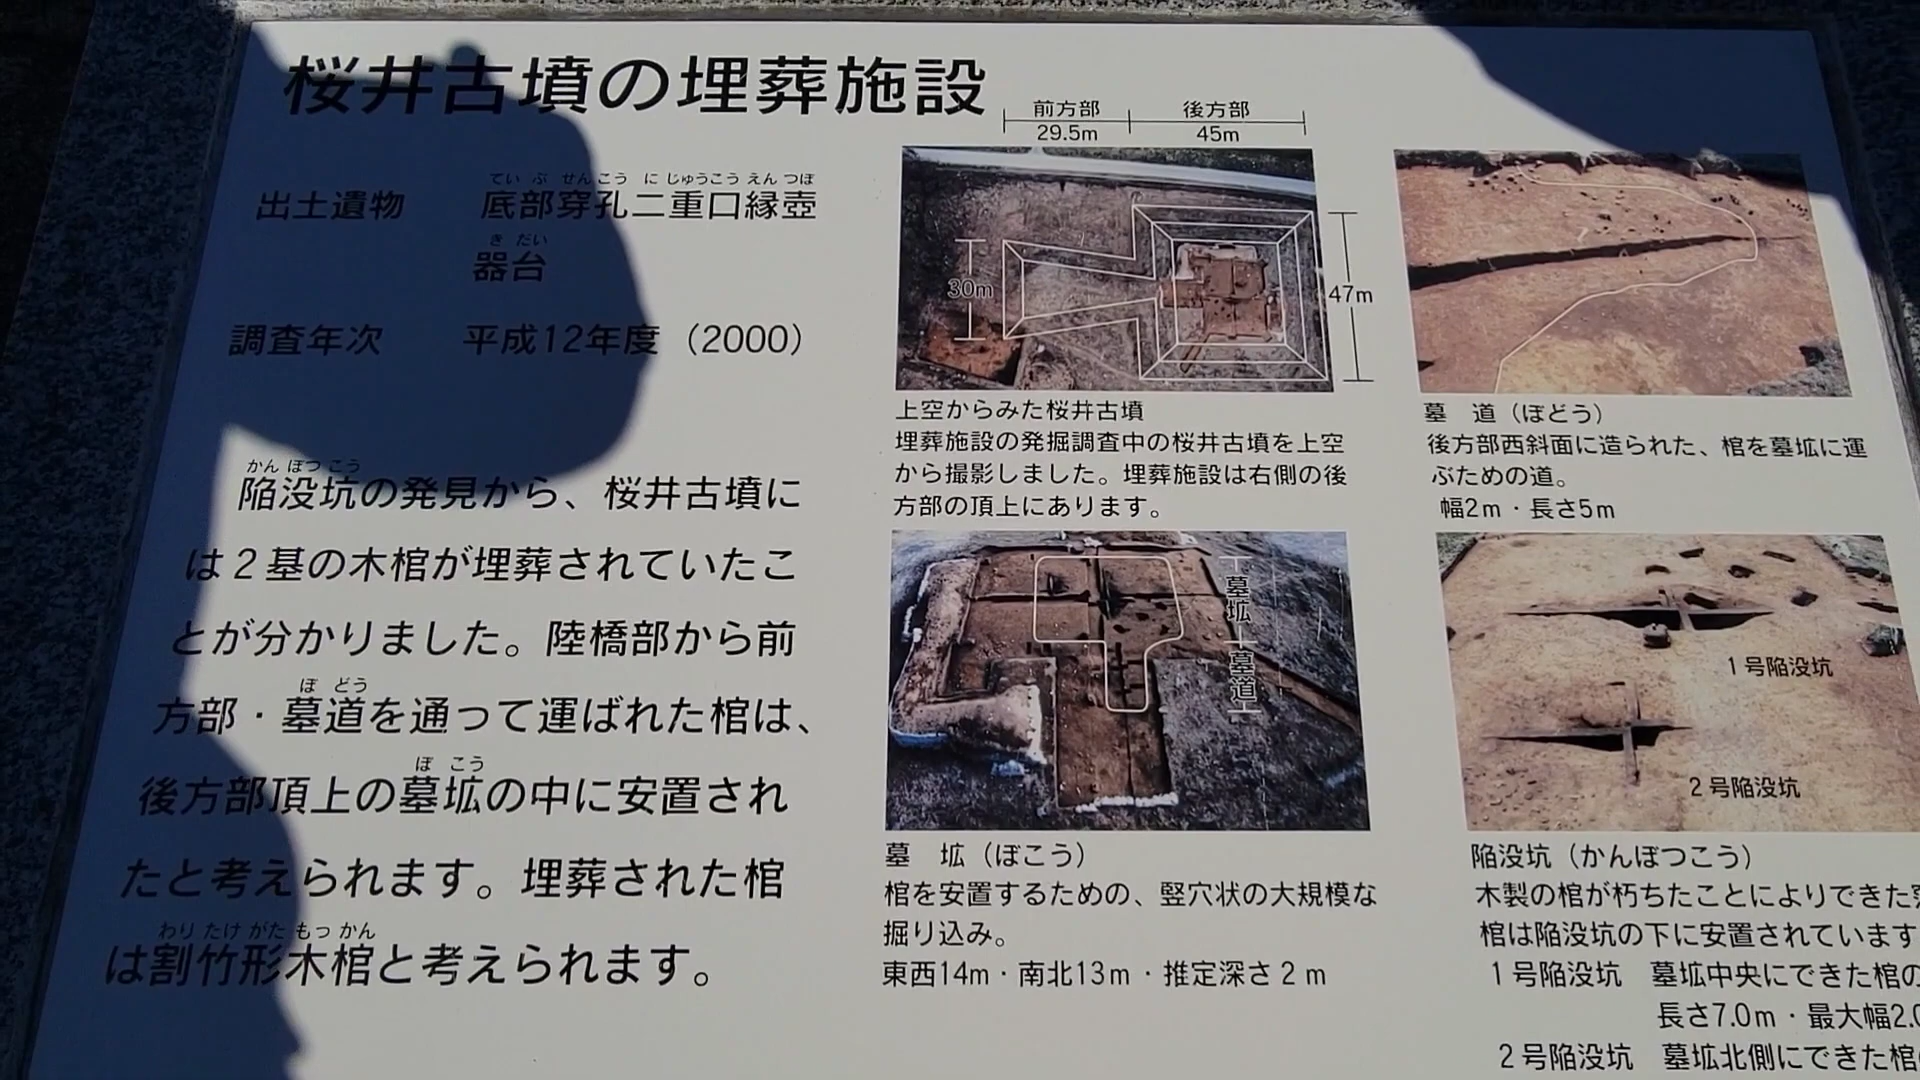 桜井古墳の埋葬施設
出土遺物 底部穿孔二重口縁壺
てい ぶ せんこう に じゅうこう えん つぼ
器台
き だい
調査年次 平成12年度（2000）
かん ぼつ こう
陥没坑の発見から、桜井古墳に
は２基の木棺が埋葬されていたこ
とが分かりました。陸橋部から前
ぼ どう
方部・墓道を通って運ばれた棺は、
ぼ こう
後方部頂上の墓拡の中に安置され
たと考えられます。埋葬された棺
わり たけ がた もっ かん
は割竹形木棺と考えられます。
前方部 後方部
29.5m 45m
30m
47m
上空からみた桜井古墳
埋葬施設の発掘調査中の桜井古墳を上空
から撮影しました。埋葬施設は右側の後
方部の頂上にあります。
墓拡
墓道
墓　拡（ぼこう）
棺を安置するための、竪穴状の大規模な
掘り込み。
東西14m・南北13m・推定深さ２m
墓　道（ぼどう）
後方部西斜面に造られた、棺を墓拡に運
ぶための道。
幅2m・長さ5m
１号陥没坑
２号陥没坑
陥没坑（かんぼつこう）
木製の棺が朽ちたことによりできた
棺は陥没坑の下に安置されています
１号陥没坑　墓拡中央にできた棺の
長さ7.0m・最大幅2.
２号陥没坑　墓拡北側にできた棺